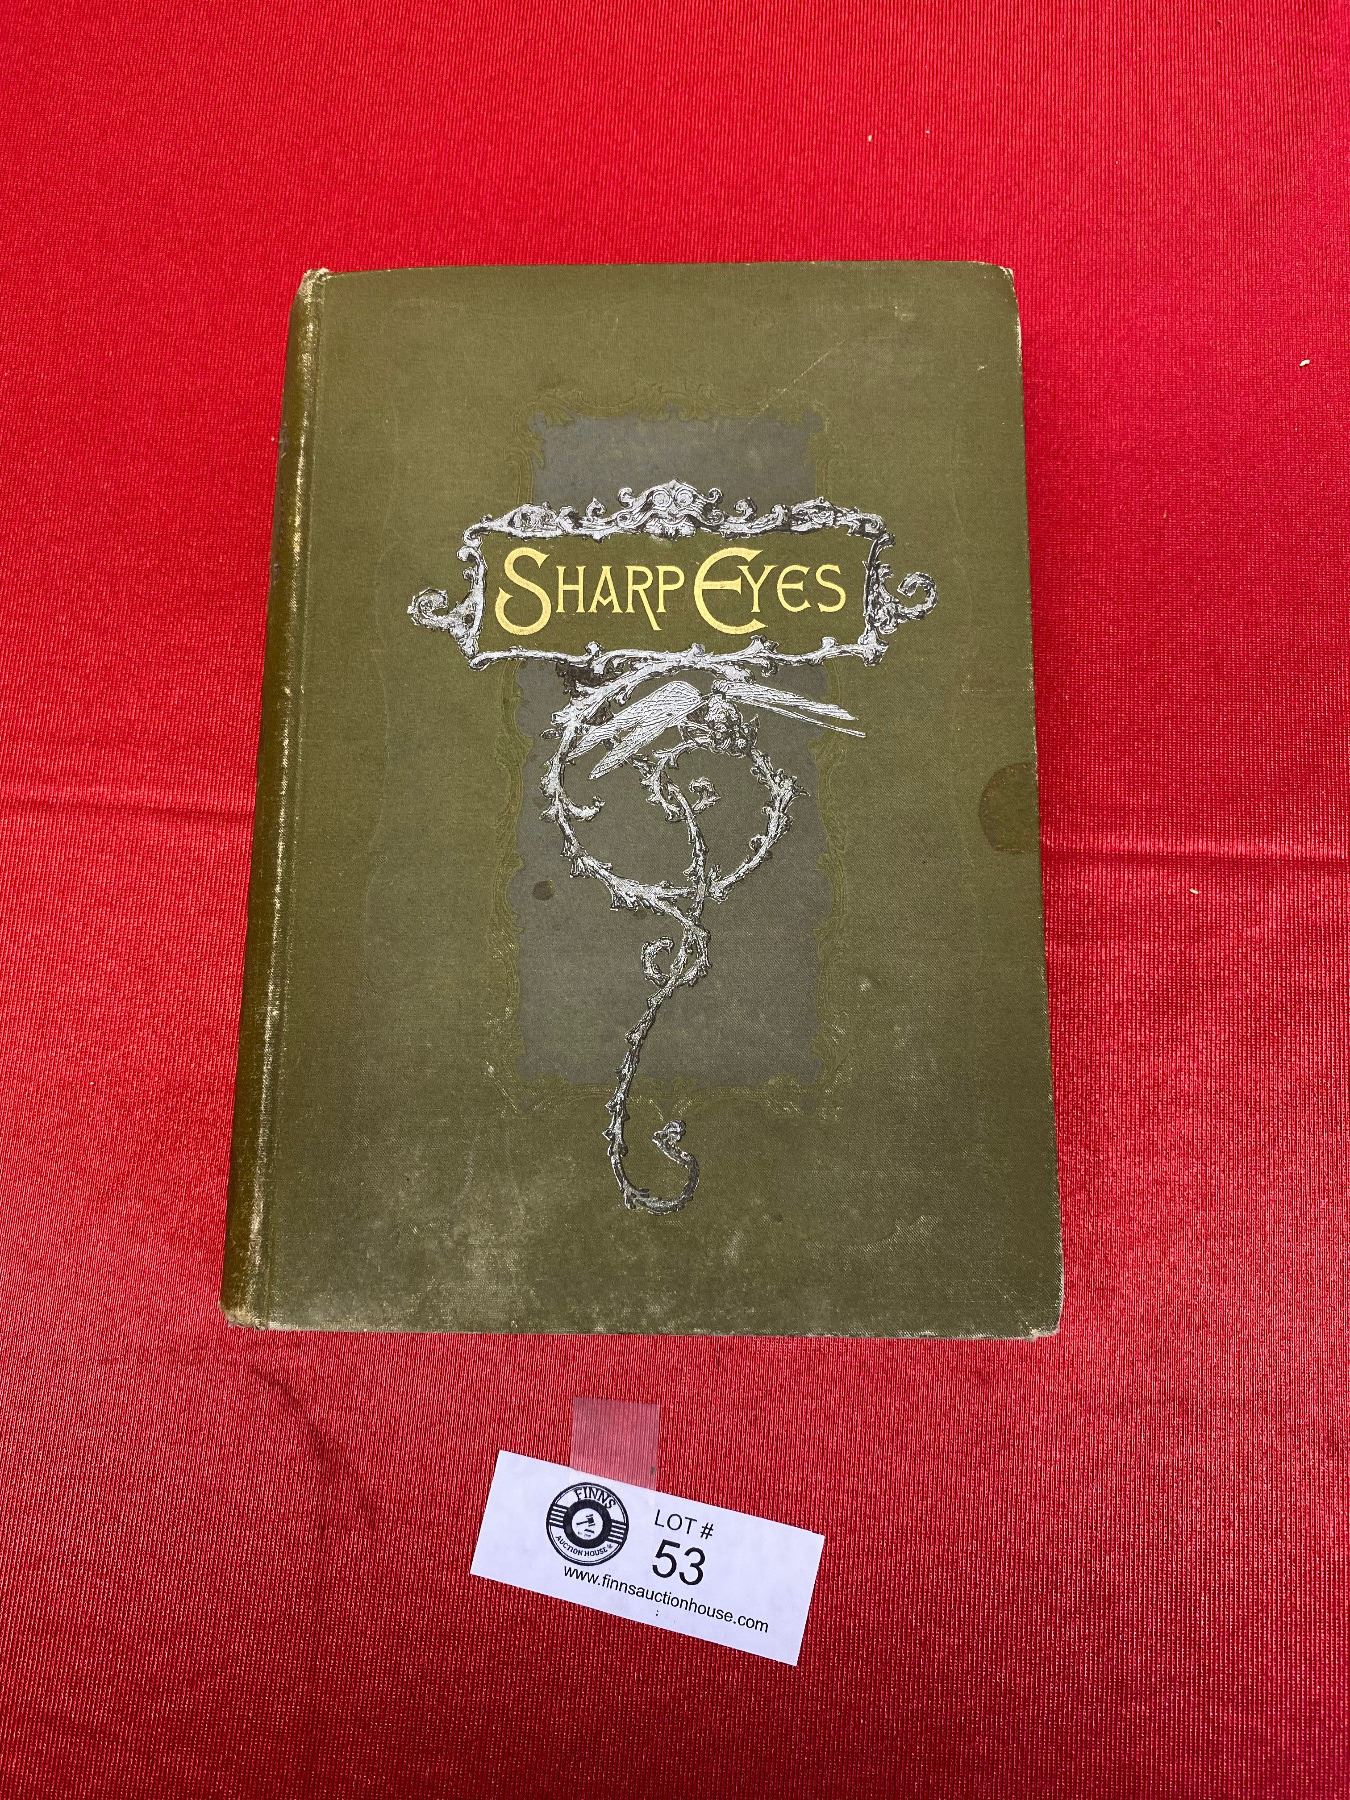 SHARP EYES
FINNS
AUCTION HOUSE
LOT #
53
www.finnsauctionhouse.com